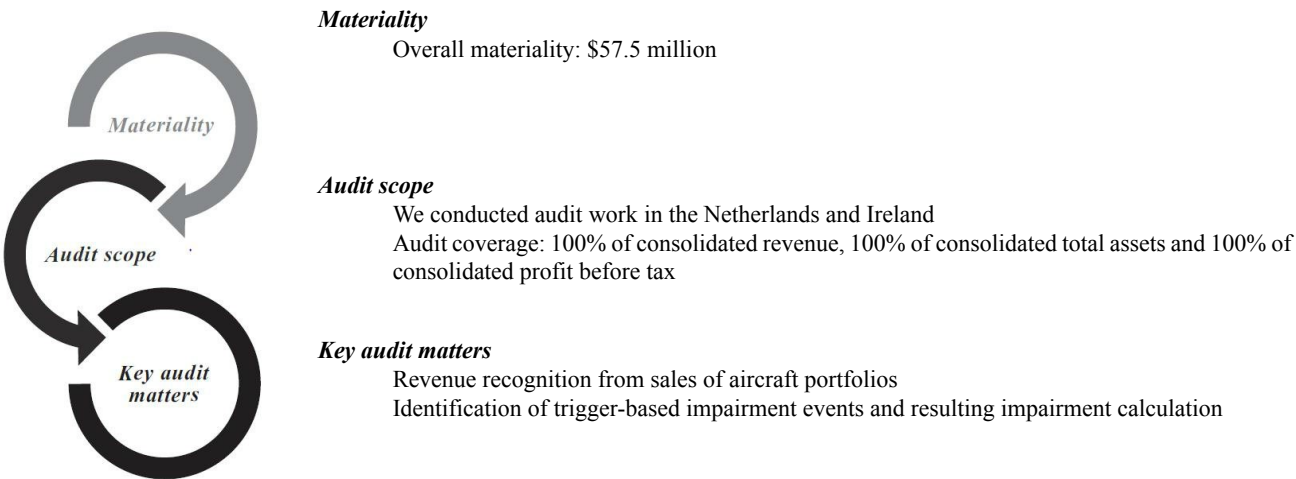 Materiality
Overall materiality: $57.5 million
Materiality
Audit scope
We conducted audit work in the Netherlands and Ireland
Audit coverage: 100% of consolidated revenue, 100% of consolidated total assets and 100% of
consolidated profit before tax
Audit scope
Key audit matters
Revenue recognition from sales of aircraft portfolios
Identification of trigger-based impairment events and resulting impairment calculation
Key audit
matters